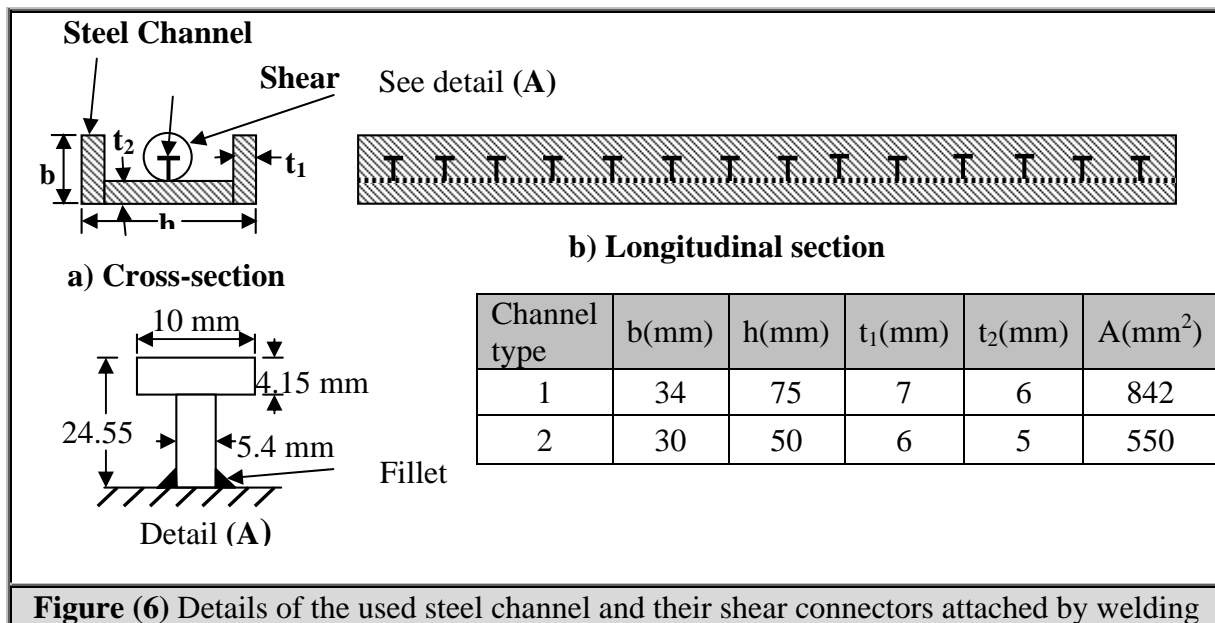 Steel Channel
Shear
See detail (A)
t₂
b
t₁
h
a) Cross-section
b) Longitudinal section
10 mm
4.15 mm
24.55
5.4 mm
Fillet
Detail (A)
Channel type b(mm) h(mm) t₁(mm) t₂(mm) A(mm²)
1 34 75 7 6 842
2 30 50 6 5 550
Figure (6) Details of the used steel channel and their shear connectors attached by welding